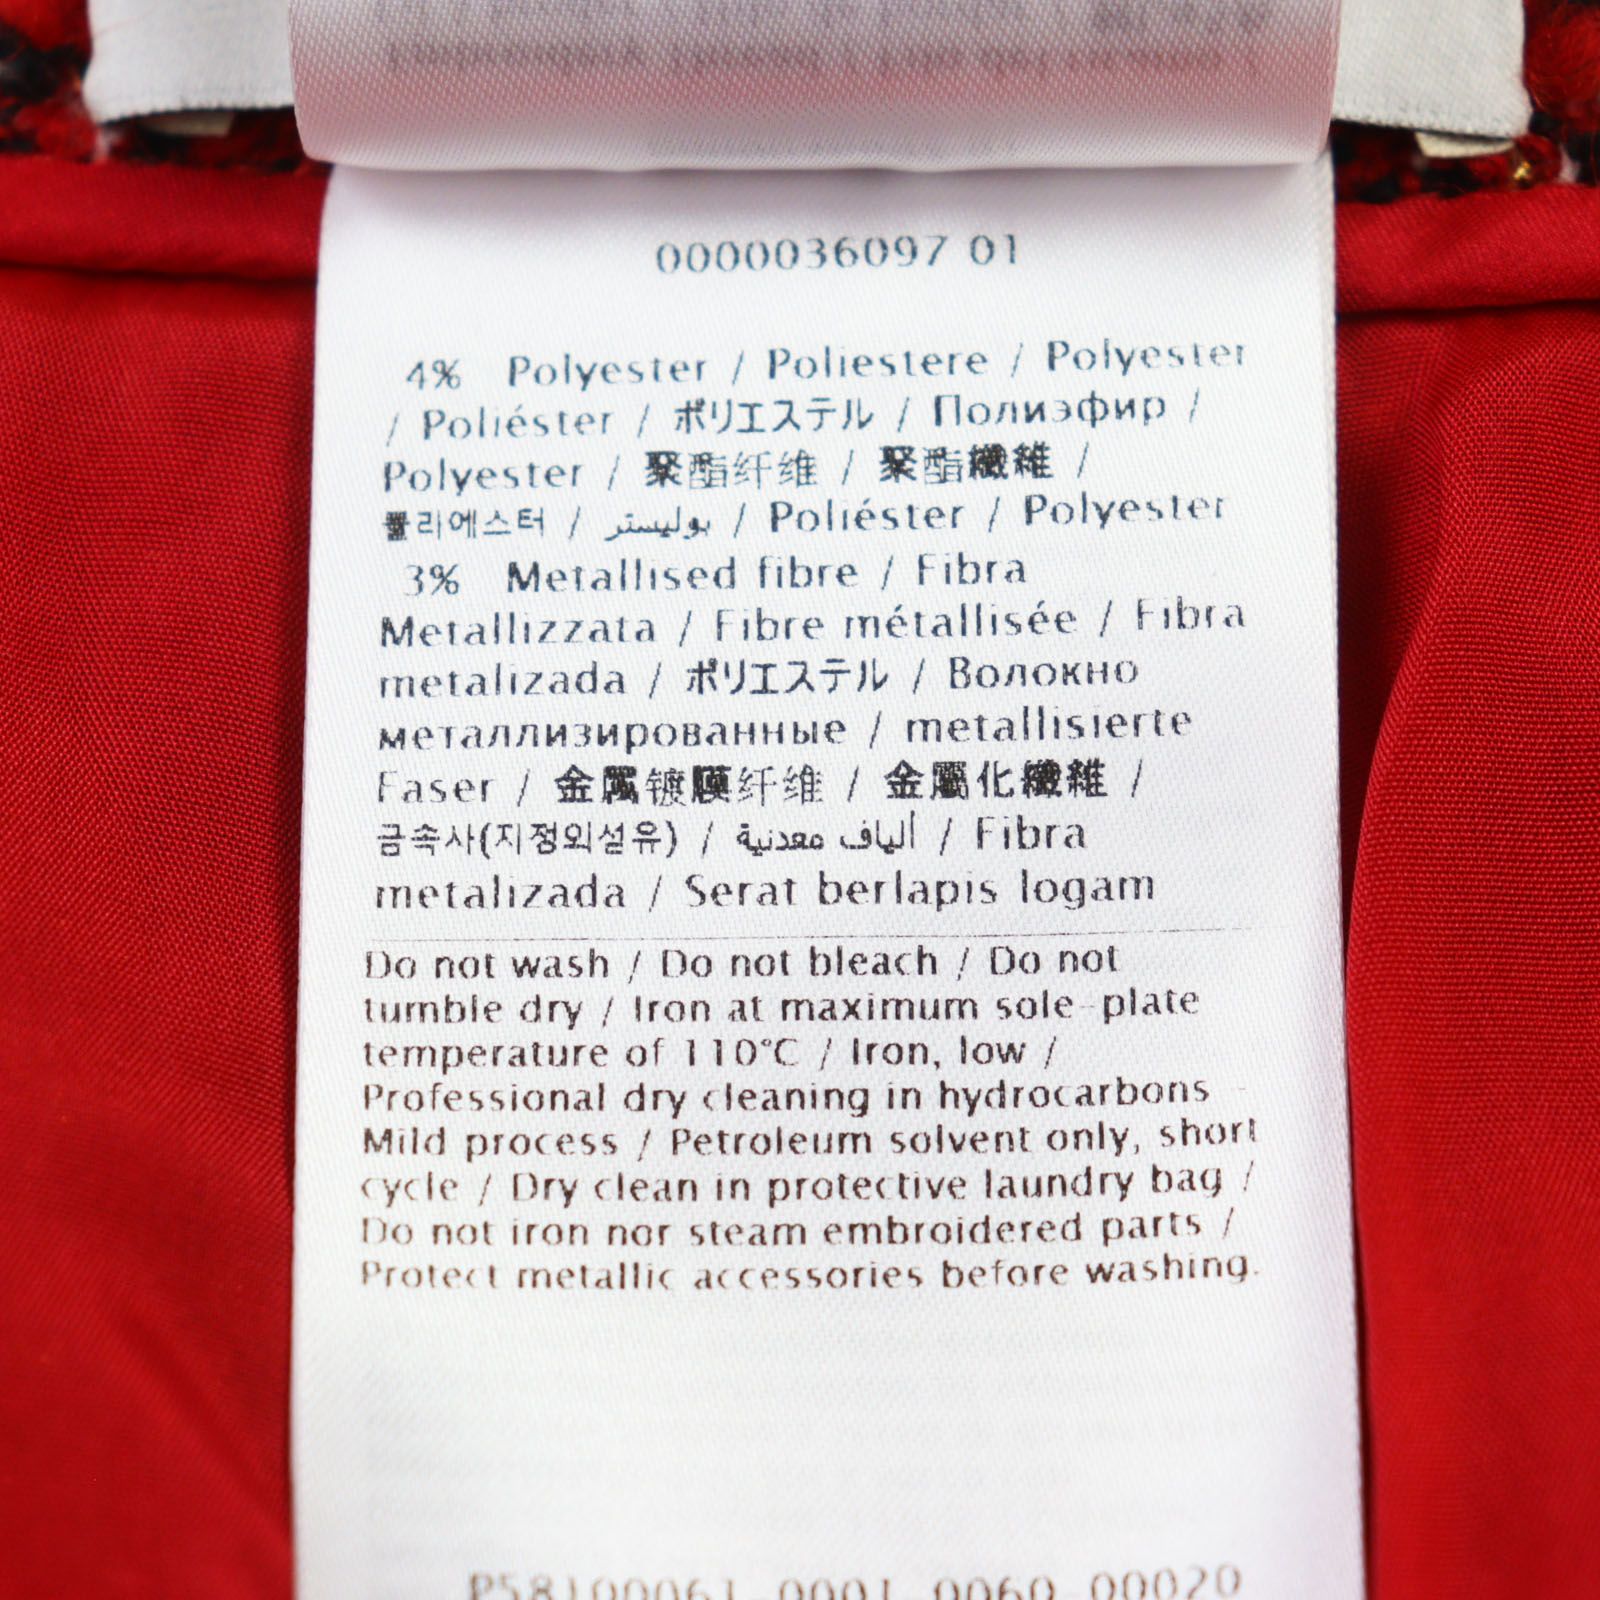 0000036097 01
4% Polyester / Poliestere / Polyester
/ Poliéster / ポリエステル / Полиэфир /
Polyester / 聚酯纤维 / 聚酯纖維 /
폴리에스터 / بوليستر / Poliéster / Polyester
3% Metallised fibre / Fibra
Metallizzata / Fibre métallisée / Fibra
metalizada / ポリエステル / Волокно
металлизированные / metallisierte
Faser / 金属镀膜纤维 / 金屬化纖維 /
금속사(지정외섬유) / ألياف معدنية / Fibra
metalizada / Serat berlapis logam
Do not wash / Do not bleach / Do not
tumble dry / Iron at maximum sole-plate
temperature of 110°C / Iron, low /
Professional dry cleaning in hydrocarbons -
Mild process / Petroleum solvent only, short
cycle / Dry clean in protective laundry bag /
Do not iron nor steam embroidered parts /
Protect metallic accessories before washing.
P58100061-0001-0060-00020